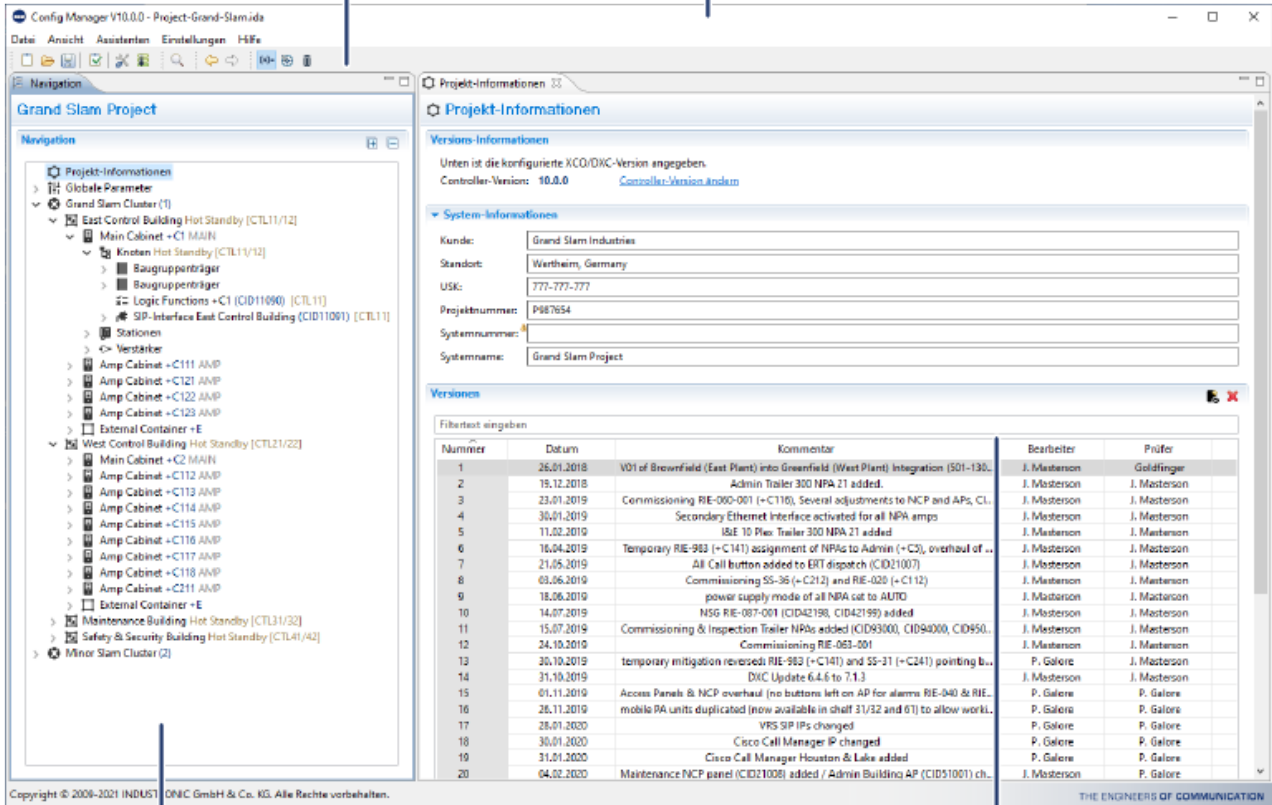 Config Manager V10.0.0 - Project-Grand-Slam.ida
Datei Ansicht Assistenten Einstellungen Hilfe
Navigation
Grand Slam Project
Navigation
Projekt-Informationen
Globale Parameter
Grand Slam Cluster (1)
East Control Building Hot Standby [CTL11/12]
Main Cabinet +C1 MAIN
Knoten Hot Standby [CTL11/12]
Baugruppenträger
Baugruppenträger
Logic Functions +C1 (CID11090) [CTL11]
SIP-Interface East Control Building (CID11091) [CTL11]
Stationen
Verstärker
Amp Cabinet +C111 AMP
Amp Cabinet +C121 AMP
Amp Cabinet +C122 AMP
Amp Cabinet +C123 AMP
External Container +E
West Control Building Hot Standby [CTL21/22]
Main Cabinet +C2 MAIN
Amp Cabinet +C112 AMP
Amp Cabinet +C113 AMP
Amp Cabinet +C114 AMP
Amp Cabinet +C115 AMP
Amp Cabinet +C116 AMP
Amp Cabinet +C117 AMP
Amp Cabinet +C118 AMP
Amp Cabinet +C211 AMP
External Container +E
Maintenance Building Hot Standby [CTL31/32]
Safety & Security Building Hot Standby [CTL41/42]
Minor Slam Cluster (2)
Projekt-Informationen
Projekt-Informationen
Versions-Informationen
Unten ist die konfigurierte XCO/DXC-Version angegeben.
Controller-Version: 10.0.0 Controller-Version ändern
System-Informationen
Kunde: Grand Slam Industries
Standort: Wertheim, Germany
USK: 777-777-777
Projektnummer: P987654
Systemnummer:
Systemname: Grand Slam Project
Versionen
Filtertext eingeben
Nummer Datum Kommentar Bearbeiter Prüfer
1 26.01.2018 V01 of Brownfield (East Plant) into Greenfield (West Plant) Integration (S01-130... J. Masterson Goldfinger
2 19.12.2018 Admin Trailer 300 NPA 21 added. J. Masterson J. Masterson
3 23.01.2019 Commissioning RIE-060-001 (+C116), Several adjustments to NCP and APs, CI... J. Masterson J. Masterson
4 30.01.2019 Secondary Ethernet Interface activated for all NPA amps J. Masterson J. Masterson
5 11.02.2019 I&E 10 Plex Trailer 300 NPA 21 added J. Masterson J. Masterson
6 16.04.2019 Temporary RIE-983 (+C141) assignment of NPAs to Admin (+C5), overhaul of ... J. Masterson J. Masterson
7 21.05.2019 All Call button added to ERT dispatch (CID21007) J. Masterson J. Masterson
8 03.06.2019 Commissioning SS-36 (+C212) and RIE-020 (+C112) J. Masterson J. Masterson
9 18.06.2019 power supply mode of all NPA set to AUTO J. Masterson J. Masterson
10 14.07.2019 NSG RIE-087-001 (CID42198, CID42199) added J. Masterson J. Masterson
11 15.07.2019 Commissioning & Inspection Trailer NPAs added (CID93000, CID94000, CID950... J. Masterson J. Masterson
12 24.10.2019 Commissioning RIE-063-001 J. Masterson J. Masterson
13 30.10.2019 temporary mitigation reversed: RIE-983 (+C141) and SS-31 (+C241) pointing b... P. Galore J. Masterson
14 31.10.2019 DXC Update 6.4.6 to 7.1.3 J. Masterson J. Masterson
15 01.11.2019 Access Panels & NCP overhaul (no buttons left on AP for alarms RIE-040 & RIE... P. Galore P. Galore
16 26.11.2019 mobile PA units duplicated (now available in shelf 31/32 and 61) to allow worki... P. Galore P. Galore
17 28.01.2020 VRS SIP IPs changed P. Galore P. Galore
18 30.01.2020 Cisco Call Manager IP changed P. Galore P. Galore
19 31.01.2020 Cisco Call Manager Houston & Lake added P. Galore P. Galore
20 04.02.2020 Maintenance NCP panel (CID21008) added / Admin Building AP (CID51001) ch... J. Masterson P. Galore
Copyright © 2009-2021 INDUSTRONIC GmbH & Co. KG. Alle Rechte vorbehalten.
THE ENGINEERS OF COMMUNICATION